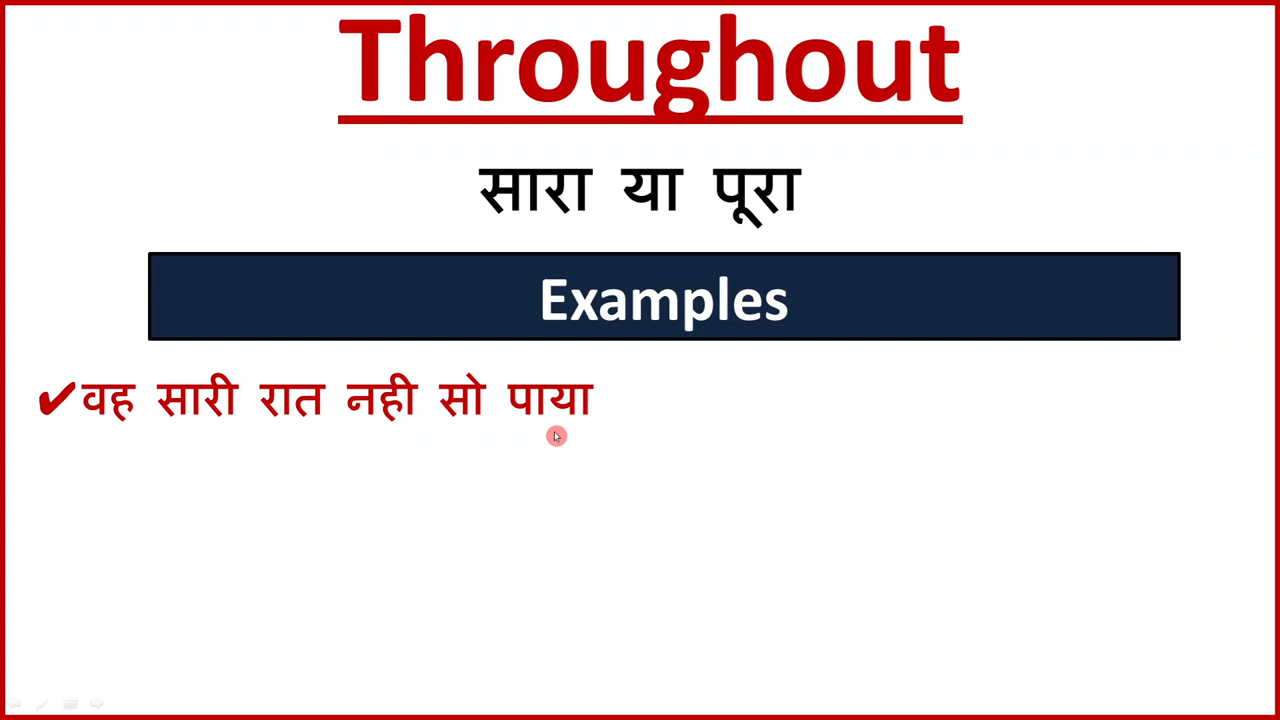 Throughout
सारा या पूरा
Examples
✔वह सारी रात नही सो पाया